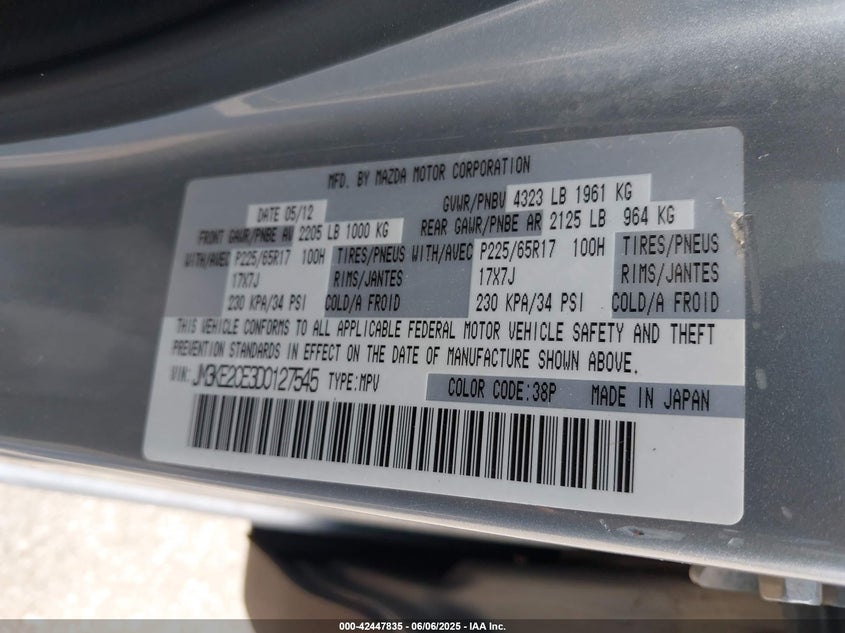 MFD. BY MAZDA MOTOR CORPORATION
DATE 05/12 GVWR/PNBV 4323 LB 1961 KG
FRONT GAWR/PNBE AV 2205 LB 1000 KG REAR GAWR/PNBE AR 2125 LB 964 KG
WITH/AVEC P225/65R17 100H TIRES/PNEUS WITH/AVEC P225/65R17 100H TIRES/PNEUS
17X7J RIMS/JANTES 17X7J RIMS/JANTES
230 KPA/34 PSI COLD/A FROID 230 KPA/34 PSI COLD/A FROID
THIS VEHICLE CONFORMS TO ALL APPLICABLE FEDERAL MOTOR VEHICLE SAFETY AND THEFT
PREVENTION STANDARDS IN EFFECT ON THE DATE OF MANUFACTURE SHOWN ABOVE.
VIN: JM3KE2CE3D0127545 TYPE:MPV COLOR CODE:38P MADE IN JAPAN
000-42447835 - 06/06/2025 - IAA Inc.